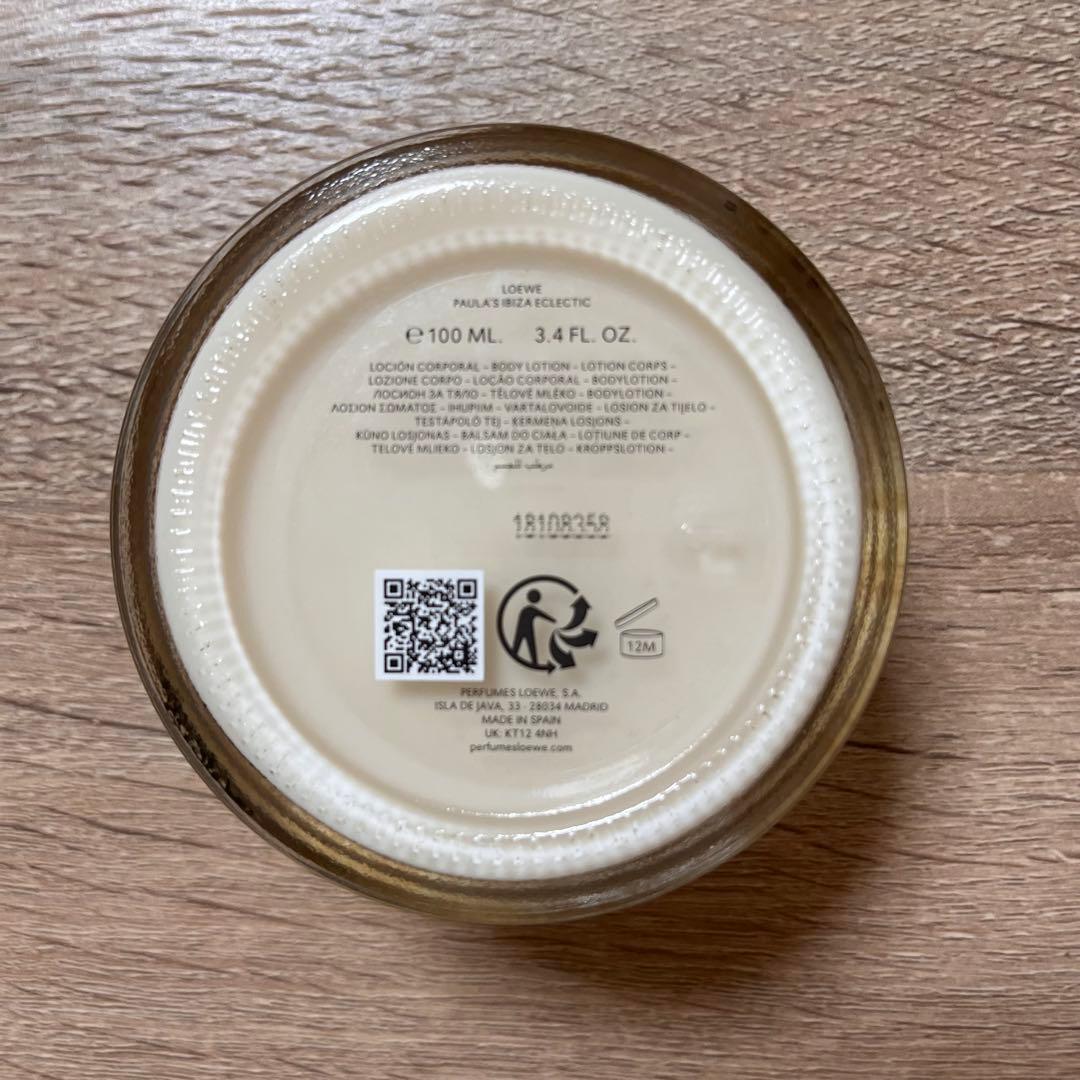 LOEWE
PAULA'S IBIZA ECLECTIC
℮ 100 ML. 3.4 FL. OZ.
LOCIÓN CORPORAL – BODY LOTION – LOTION CORPS –
LOZIONE CORPO – LOÇÃO CORPORAL – BODYLOTION –
ЛОСИОН ЗА ТЯЛО – TĚLOVÉ MLÉKO – BODYLOTION –
ΛΟΣΙΟΝ ΣΩΜΑΤΟΣ – IHUPIIM – VARTALOVOIDE – LOSION ZA TIJELO –
TESTÁPOLÓ TEJ – ĶERMEŅA LOSJONS –
KŪNO LOSJONAS – BALSAM DO CIAŁA – LOȚIUNE DE CORP –
TELOVÉ MLIEKO – LOSJON ZA TELO – KROPPSLOTION –
مرطب للجسم
18108358
12M
PERFUMES LOEWE, S.A.
ISLA DE JAVA, 33 - 28034 MADRID
MADE IN SPAIN
UK: KT12 4NH
perfumesloewe.com